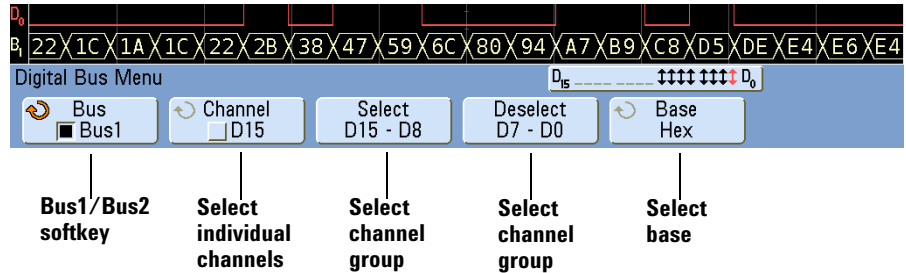 D0
B1 22 1C 1A 1C 22 2B 38 47 59 6C 80 94 A7 B9 C8 D5 DE E4 E6 E4
Digital Bus Menu D15 D0
Bus Channel Select Deselect Base
Bus1 D15 D15 - D8 D7 - D0 Hex
Bus1/Bus2 Select Select Select Select
softkey individual channel channel base
channels group group